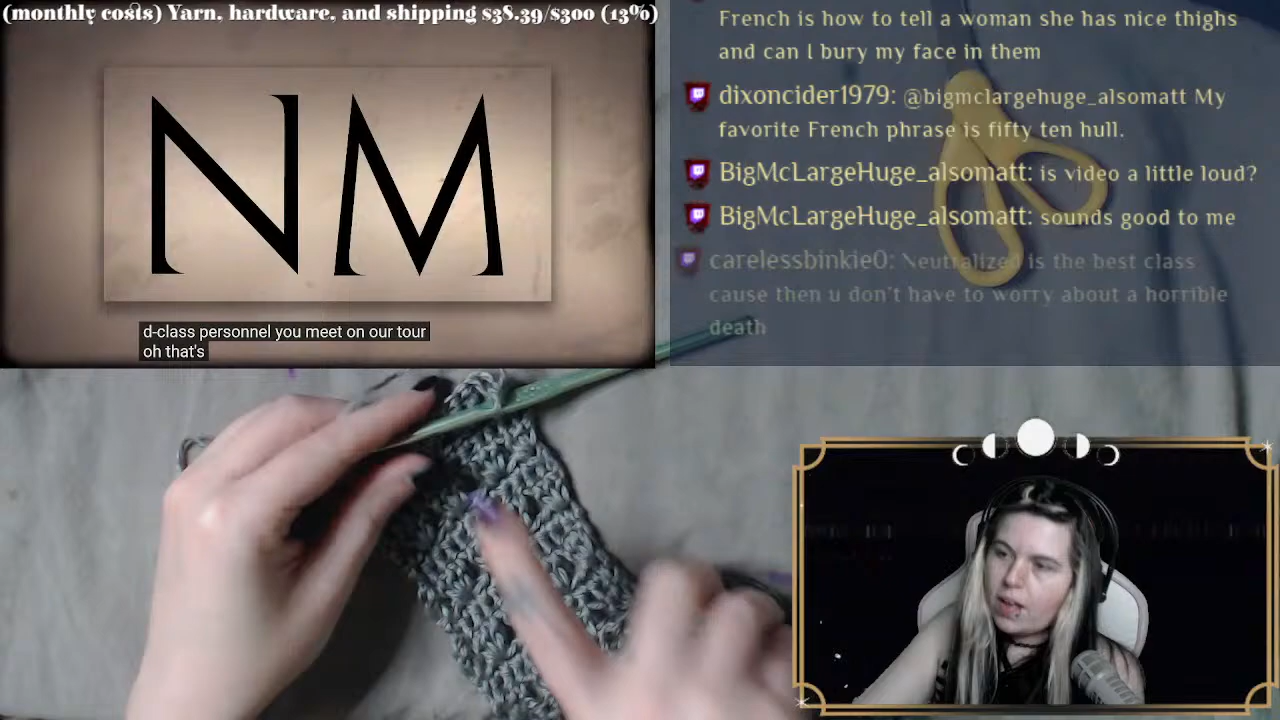 (monthly costs) Yarn, hardware, and shipping $38.39/$300 (13%)
NM
d-class personnel you meet on our tour
oh that's
French is how to tell a woman she has nice thighs
and can I bury my face in them
dixoncider1979: @bigmclargehuge_alsomatt My
favorite French phrase is fifty ten hull.
BigMcLargeHuge_alsomatt: is video a little loud?
BigMcLargeHuge_alsomatt: sounds good to me
carelessbinkie0: Neutralized is the best class
cause then u don't have to worry about a horrible
death